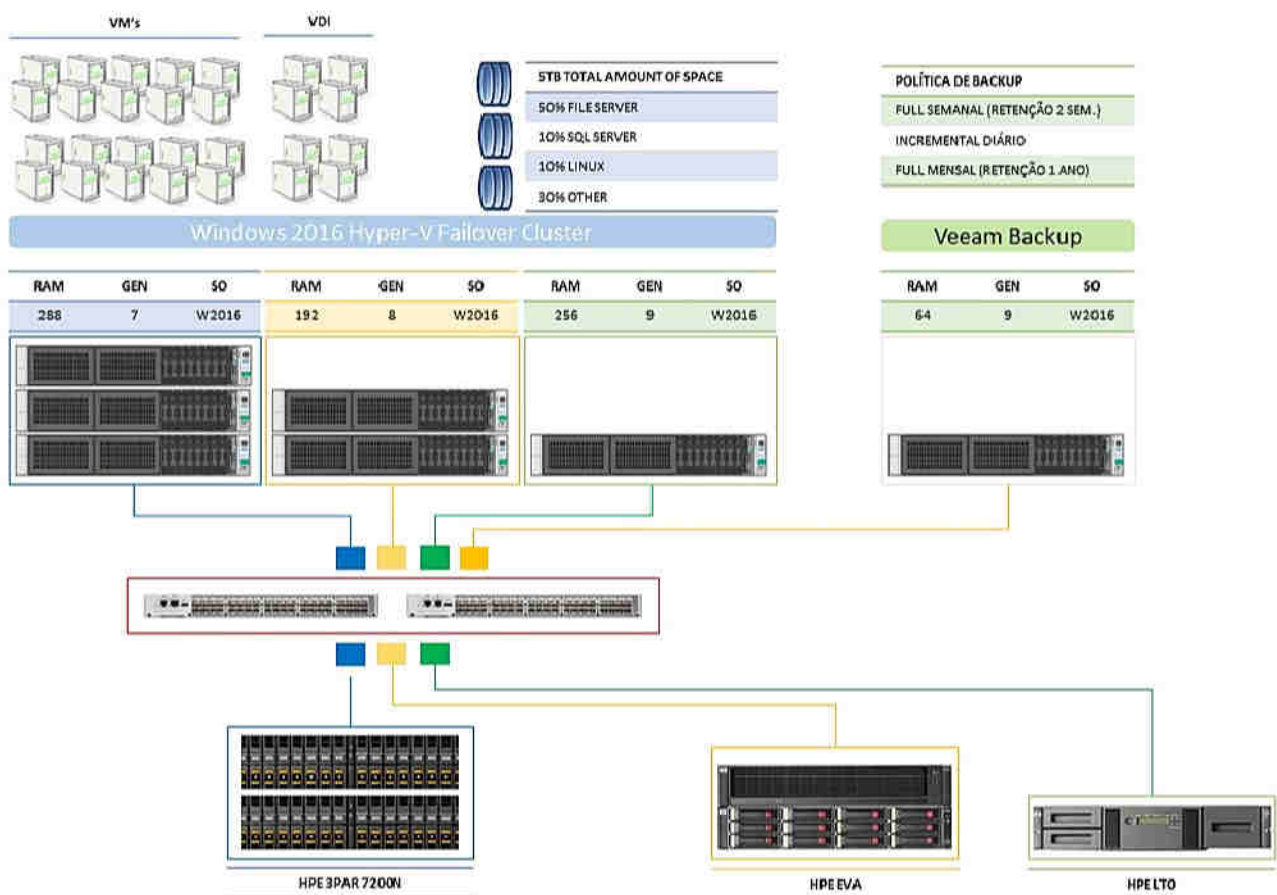 VM's
VDI
5TB TOTAL AMOUNT OF SPACE
50% FILE SERVER
10% SQL SERVER
10% LINUX
30% OTHER
POLÍTICA DE BACKUP
FULL SEMANAL (RETENÇÃO 2 SEM.)
INCREMENTAL DIÁRIO
FULL MENSAL (RETENÇÃO 1 ANO)
Windows 2016 Hyper-V Failover Cluster
Veeam Backup
RAM GEN SO RAM GEN SO RAM GEN SO RAM GEN SO
288 7 W2016 192 8 W2016 256 9 W2016 64 9 W2016
HPE 3PAR 7200N
HPE EVA
HPE LTO